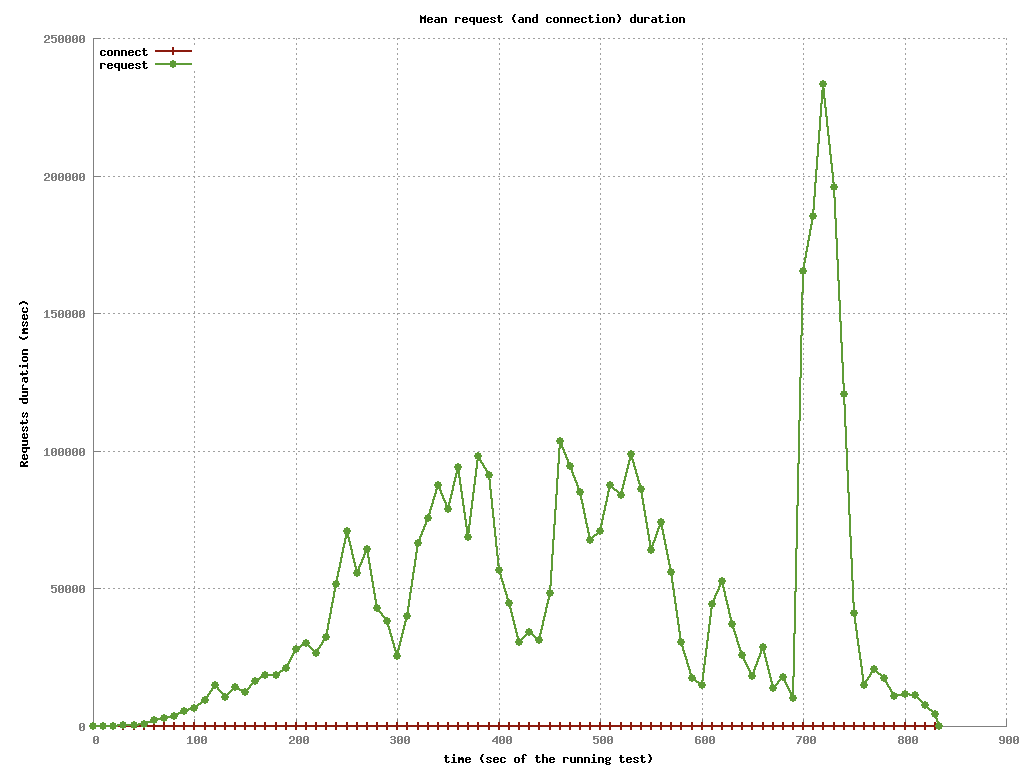 Mean request (and connection) duration
250000
connect
request
200000
150000
Requests duration (msec)
100000
50000
0
0 100 200 300 400 500 600 700 800 900
time (sec of the running test)